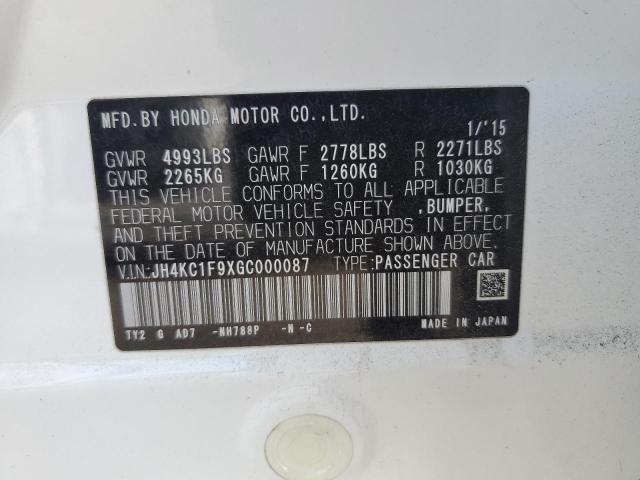 MFD.BY HONDA MOTOR CO.,LTD. 1/'15
GVWR 4993LBS GAWR F 2778LBS R 2271LBS
GVWR 2265KG GAWR F 1260KG R 1030KG
THIS VEHICLE CONFORMS TO ALL APPLICABLE
FEDERAL MOTOR VEHICLE SAFETY ,BUMPER,
AND THEFT PREVENTION STANDARDS IN EFFECT
ON THE DATE OF MANUFACTURE SHOWN ABOVE.
V.I.N:JH4KC1F9XGC000087 TYPE:PASSENGER CAR
TY2 G AD7 -NH788P -N -C MADE IN JAPAN